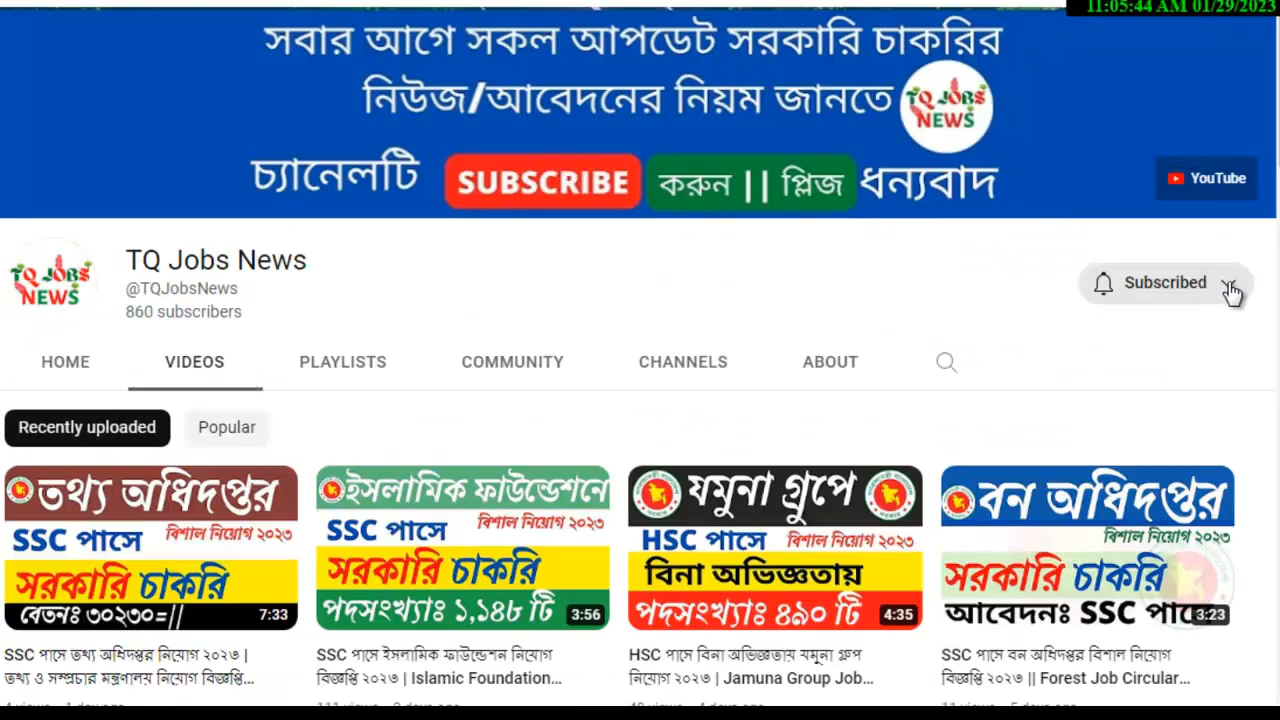 11:05:44 AM 01/29/2023
সবার আগে সকল আপডেট সরকারি চাকরির
নিউজ/আবেদনের নিয়ম জানতে
TQ JOBS
NEWS
চ্যানেলটি SUBSCRIBE করুন || প্লিজ ধন্যবাদ
YouTube
TQ JOBS
NEWS
TQ Jobs News
@TQJobsNews
860 subscribers
Subscribed
HOME VIDEOS PLAYLISTS COMMUNITY CHANNELS ABOUT
Recently uploaded Popular
তথ্য অধিদপ্তর
SSC পাসে বিশাল নিয়োগ ২০২৩
সরকারি চাকরি
বেতনঃ ৩০২৩০=||
7:33
ইসলামিক ফাউন্ডেশনে
SSC পাসে বিশাল নিয়োগ ২০২৩
সরকারি চাকরি
পদসংখ্যাঃ ১,১৪৮ টি
3:56
যমুনা গ্রুপে
HSC পাসে বিশাল নিয়োগ ২০২৩
বিনা অভিজ্ঞতায়
পদসংখ্যাঃ ৪৯০ টি
4:35
বন অধিদপ্তর
বিশাল নিয়োগ ২০২৩
সরকারি চাকরি
আবেদনঃ SSC পাসে
3:23
SSC পাসে তথ্য অধিদপ্তর নিয়োগ ২০২৩ |
তথ্য ও সম্প্রচার মন্ত্রণালয় নিয়োগ বিজ্ঞপ্তি...
SSC পাসে ইসলামিক ফাউন্ডেশন নিয়োগ
বিজ্ঞপ্তি ২০২৩ | Islamic Foundation...
HSC পাসে বিনা অভিজ্ঞতায় যমুনা গ্রুপ
নিয়োগ ২০২৩ | Jamuna Group Job...
SSC পাসে বন অধিদপ্তর বিশাল নিয়োগ
বিজ্ঞপ্তি ২০২৩ || Forest Job Circular...